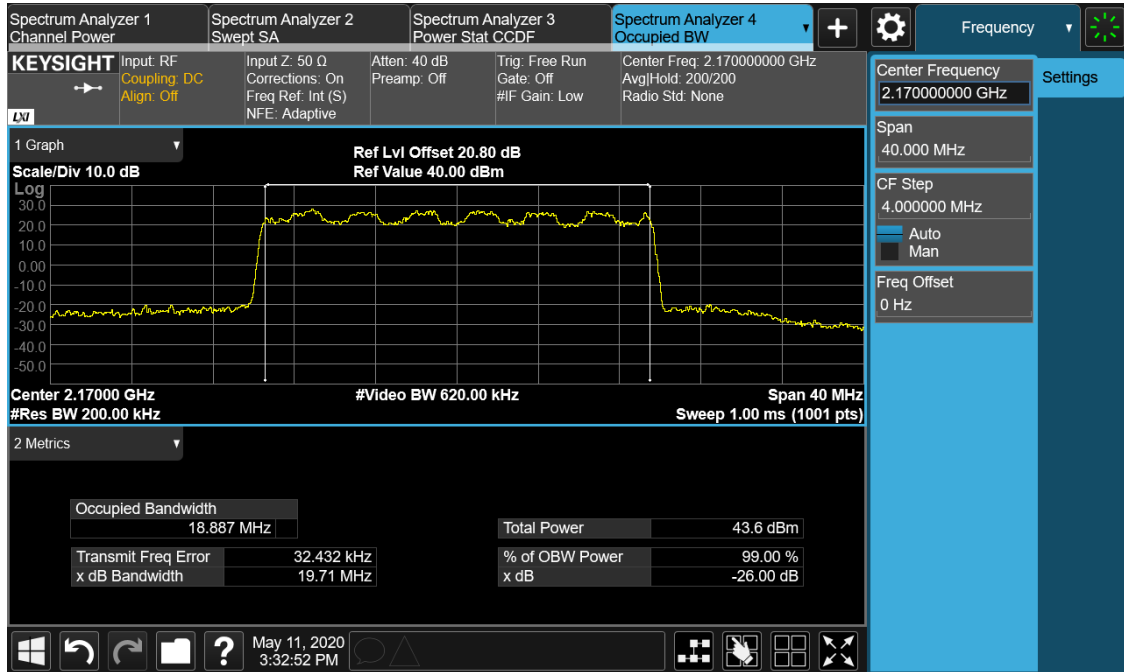 Spectrum Analyzer 1
Channel Power
Spectrum Analyzer 2
Swept SA
Spectrum Analyzer 3
Power Stat CCDF
Spectrum Analyzer 4
Occupied BW
Frequency
KEYSIGHT
LXI
Input: RF
Coupling: DC
Align: Off
Input Z: 50 Ω
Corrections: On
Freq Ref: Int (S)
NFE: Adaptive
Atten: 40 dB
Preamp: Off
Trig: Free Run
Gate: Off
#IF Gain: Low
Center Freq: 2.170000000 GHz
Avg|Hold: 200/200
Radio Std: None
Center Frequency
2.170000000 GHz
Settings
Span
40.000 MHz
CF Step
4.000000 MHz
Auto
Man
Freq Offset
0 Hz
1 Graph
Scale/Div 10.0 dB
Ref Lvl Offset 20.80 dB
Ref Value 40.00 dBm
Log
30.0
20.0
10.0
0.00
-10.0
-20.0
-30.0
-40.0
-50.0
Center 2.17000 GHz
#Video BW 620.00 kHz
Span 40 MHz
#Res BW 200.00 kHz
Sweep 1.00 ms (1001 pts)
2 Metrics
Occupied Bandwidth
18.887 MHz
Total Power 43.6 dBm
Transmit Freq Error 32.432 kHz
% of OBW Power 99.00 %
x dB Bandwidth 19.71 MHz
x dB -26.00 dB
?
May 11, 2020
3:32:52 PM